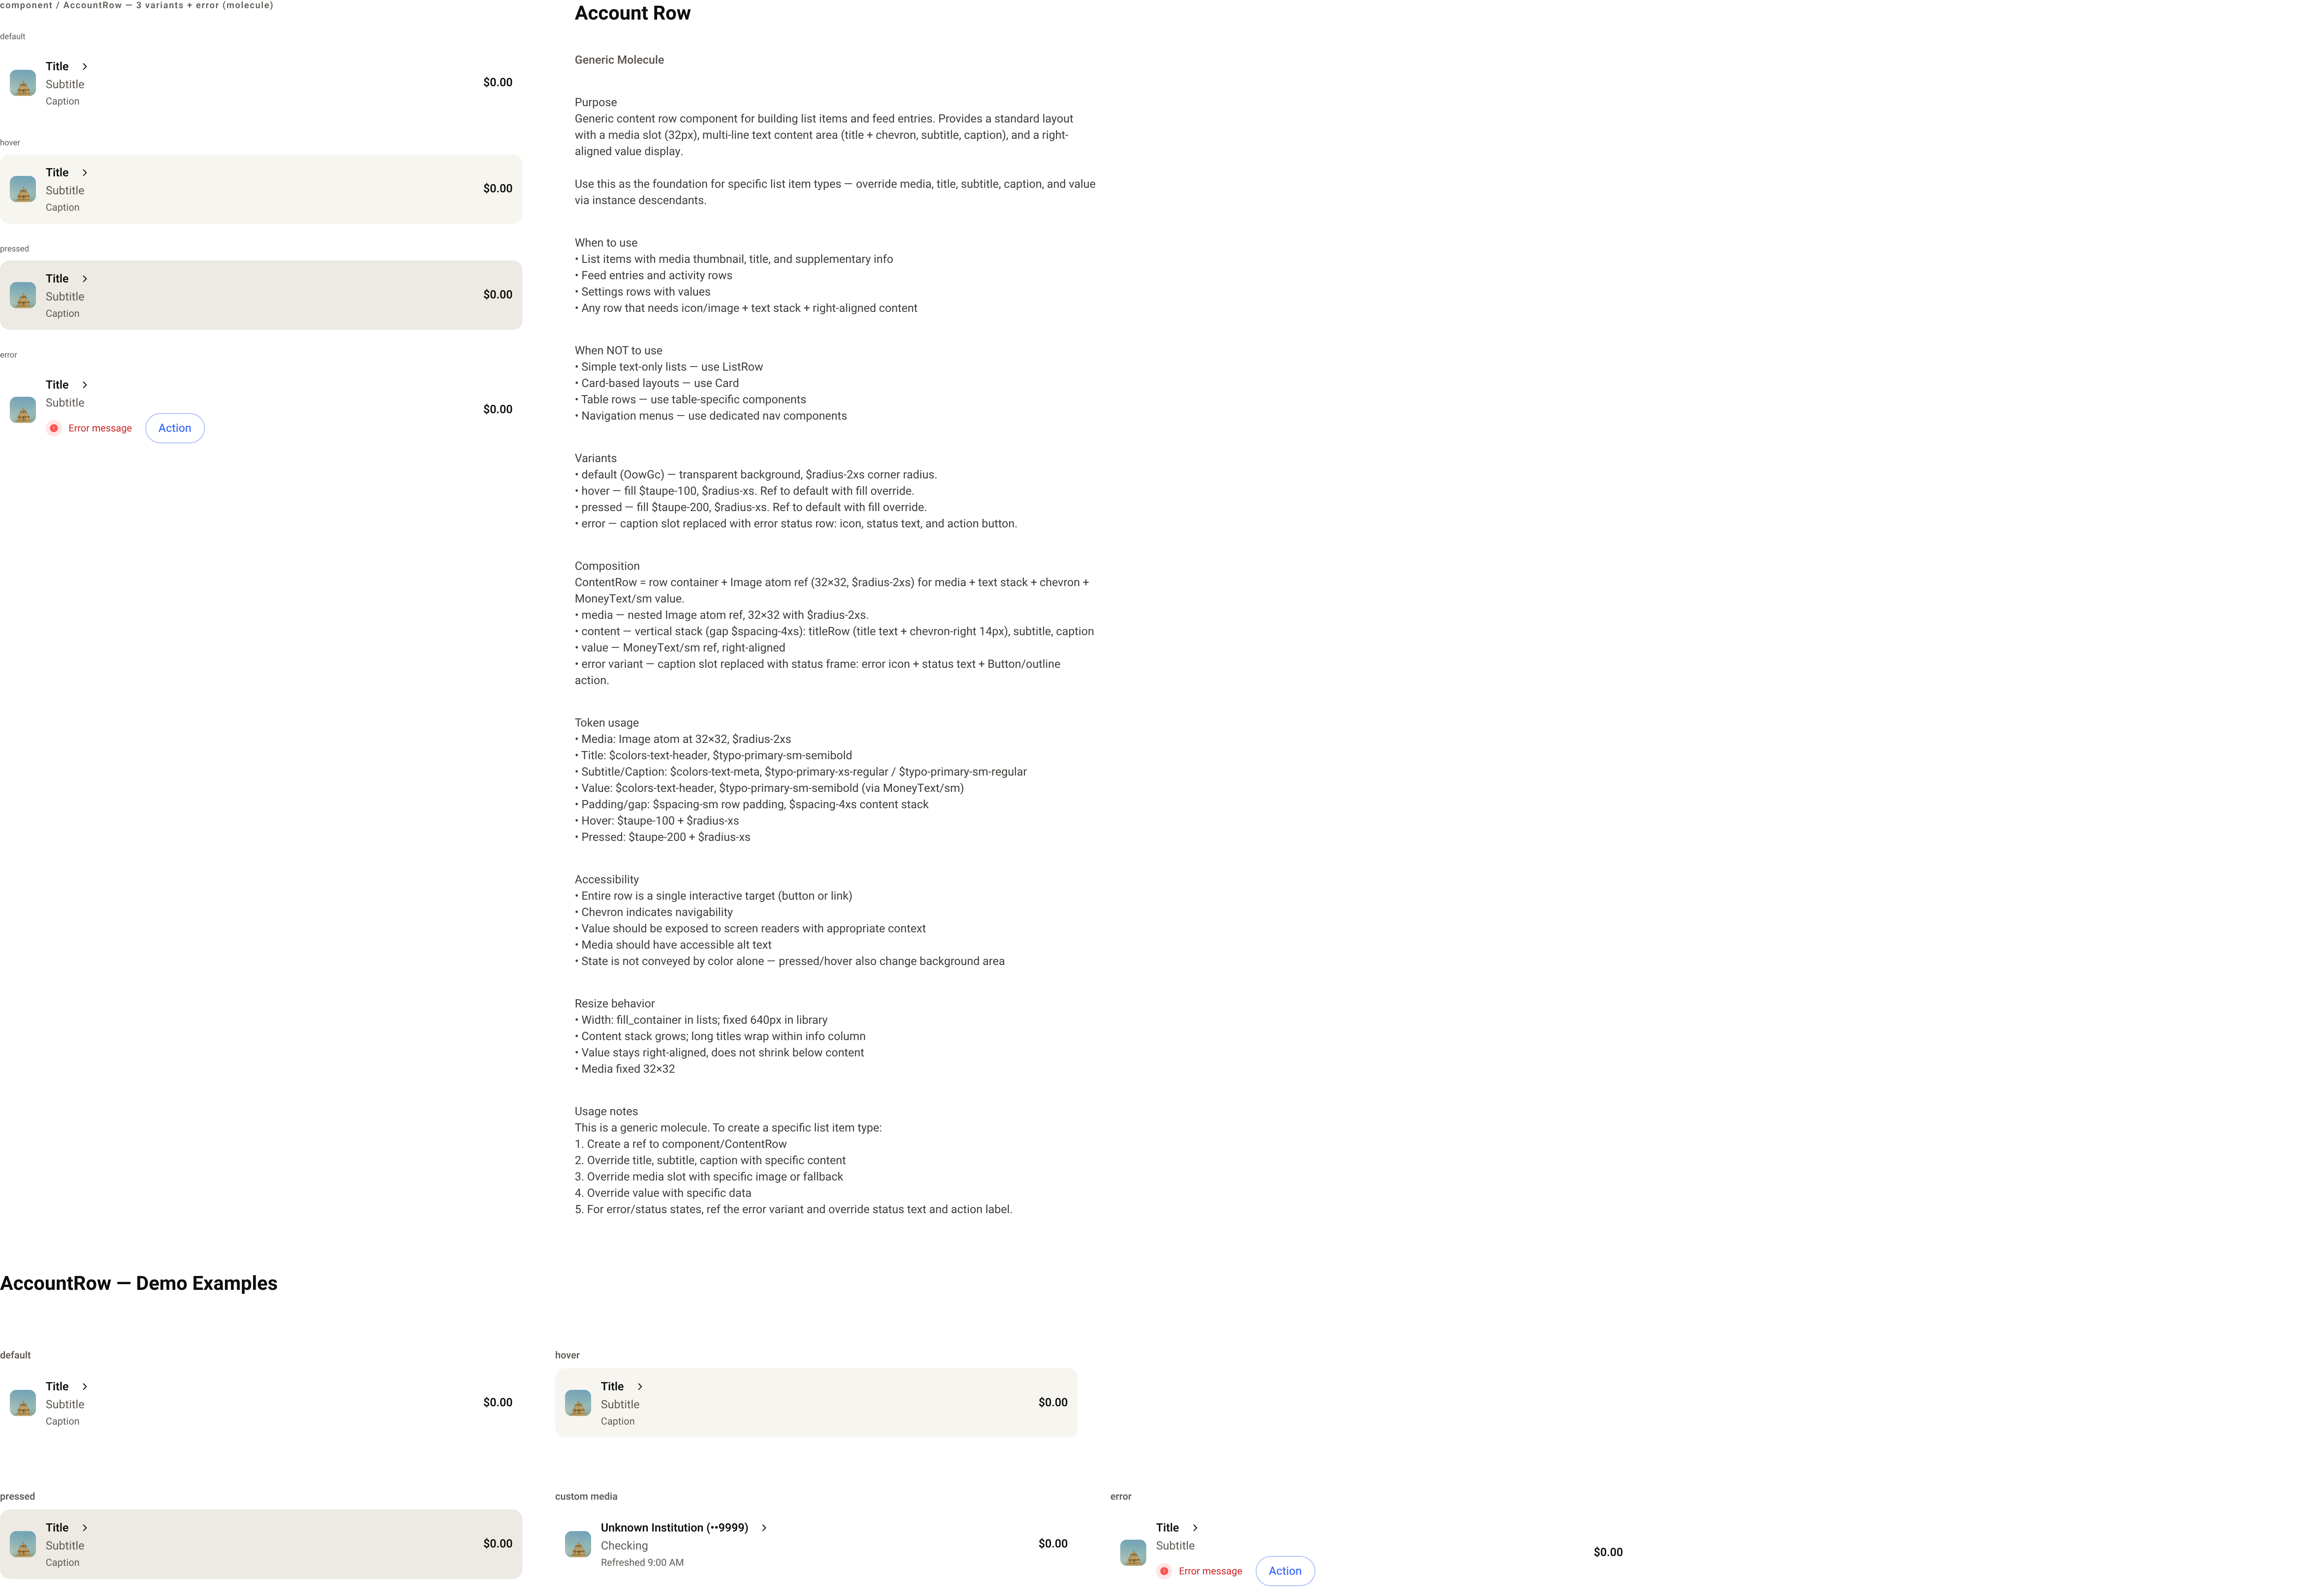 component / AccountRow — 3 variants + error (molecule)
default
Title
Subtitle
Caption
$0.00
hover
Title
Subtitle
Caption
$0.00
pressed
Title
Subtitle
Caption
$0.00
error
Title
Subtitle
Error message
Action
$0.00
Account Row
Generic Molecule
Purpose
Generic content row component for building list items and feed entries. Provides a standard layout
with a media slot (32px), multi-line text content area (title + chevron, subtitle, caption), and a right-
aligned value display.
Use this as the foundation for specific list item types — override media, title, subtitle, caption, and value
via instance descendants.
When to use
• List items with media thumbnail, title, and supplementary info
• Feed entries and activity rows
• Settings rows with values
• Any row that needs icon/image + text stack + right-aligned content
When NOT to use
• Simple text-only lists — use ListRow
• Card-based layouts — use Card
• Table rows — use table-specific components
• Navigation menus — use dedicated nav components
Variants
• default (OowGc) — transparent background, $radius-2xs corner radius.
• hover — fill $taupe-100, $radius-xs. Ref to default with fill override.
• pressed — fill $taupe-200, $radius-xs. Ref to default with fill override.
• error — caption slot replaced with error status row: icon, status text, and action button.
Composition
ContentRow = row container + Image atom ref (32×32, $radius-2xs) for media + text stack + chevron +
MoneyText/sm value.
• media — nested Image atom ref, 32×32 with $radius-2xs.
• content — vertical stack (gap $spacing-4xs): titleRow (title text + chevron-right 14px), subtitle, caption
• value — MoneyText/sm ref, right-aligned
• error variant — caption slot replaced with status frame: error icon + status text + Button/outline
action.
Token usage
• Media: Image atom at 32×32, $radius-2xs
• Title: $colors-text-header, $typo-primary-sm-semibold
• Subtitle/Caption: $colors-text-meta, $typo-primary-xs-regular / $typo-primary-sm-regular
• Value: $colors-text-header, $typo-primary-sm-semibold (via MoneyText/sm)
• Padding/gap: $spacing-sm row padding, $spacing-4xs content stack
• Hover: $taupe-100 + $radius-xs
• Pressed: $taupe-200 + $radius-xs
Accessibility
• Entire row is a single interactive target (button or link)
• Chevron indicates navigability
• Value should be exposed to screen readers with appropriate context
• Media should have accessible alt text
• State is not conveyed by color alone — pressed/hover also change background area
Resize behavior
• Width: fill_container in lists; fixed 640px in library
• Content stack grows; long titles wrap within info column
• Value stays right-aligned, does not shrink below content
• Media fixed 32×32
Usage notes
This is a generic molecule. To create a specific list item type:
1. Create a ref to component/ContentRow
2. Override title, subtitle, caption with specific content
3. Override media slot with specific image or fallback
4. Override value with specific data
5. For error/status states, ref the error variant and override status text and action label.
AccountRow — Demo Examples
default
Title
Subtitle
Caption
$0.00
hover
Title
Subtitle
Caption
$0.00
pressed
Title
Subtitle
Caption
$0.00
custom media
Unknown Institution (••9999)
Checking
Refreshed 9:00 AM
$0.00
error
Title
Subtitle
Error message
Action
$0.00